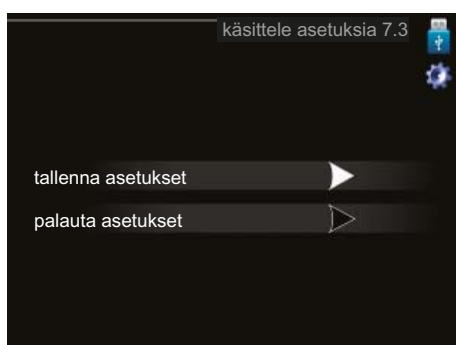 käsittele asetuksia 7.3
tallenna asetukset
palauta asetukset